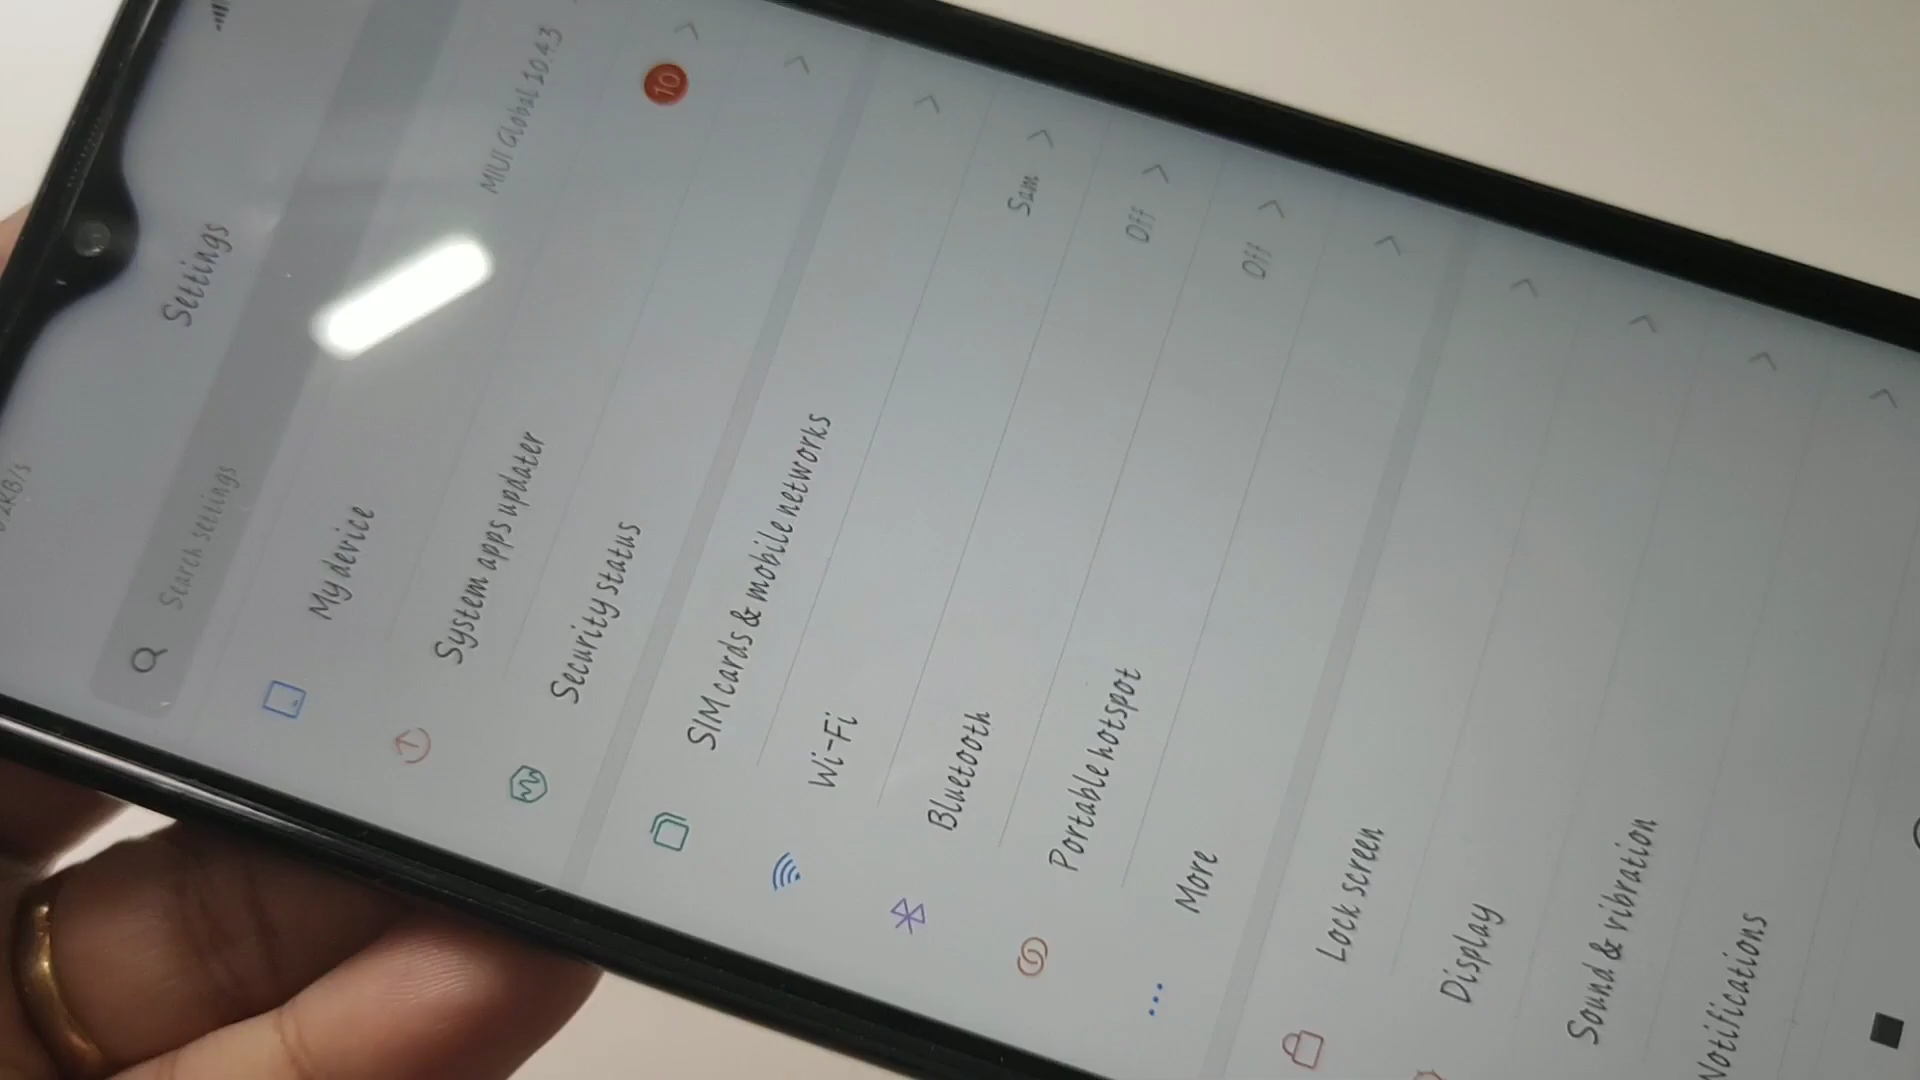 Settings
Search settings
My device
MIUI Global 10.4.3
System apps updater
10
Security status
SIM cards & mobile networks
Wi-Fi
Sam
Bluetooth
Off
Portable hotspot
Off
More
Lock screen
Display
Sound & vibration
Notifications